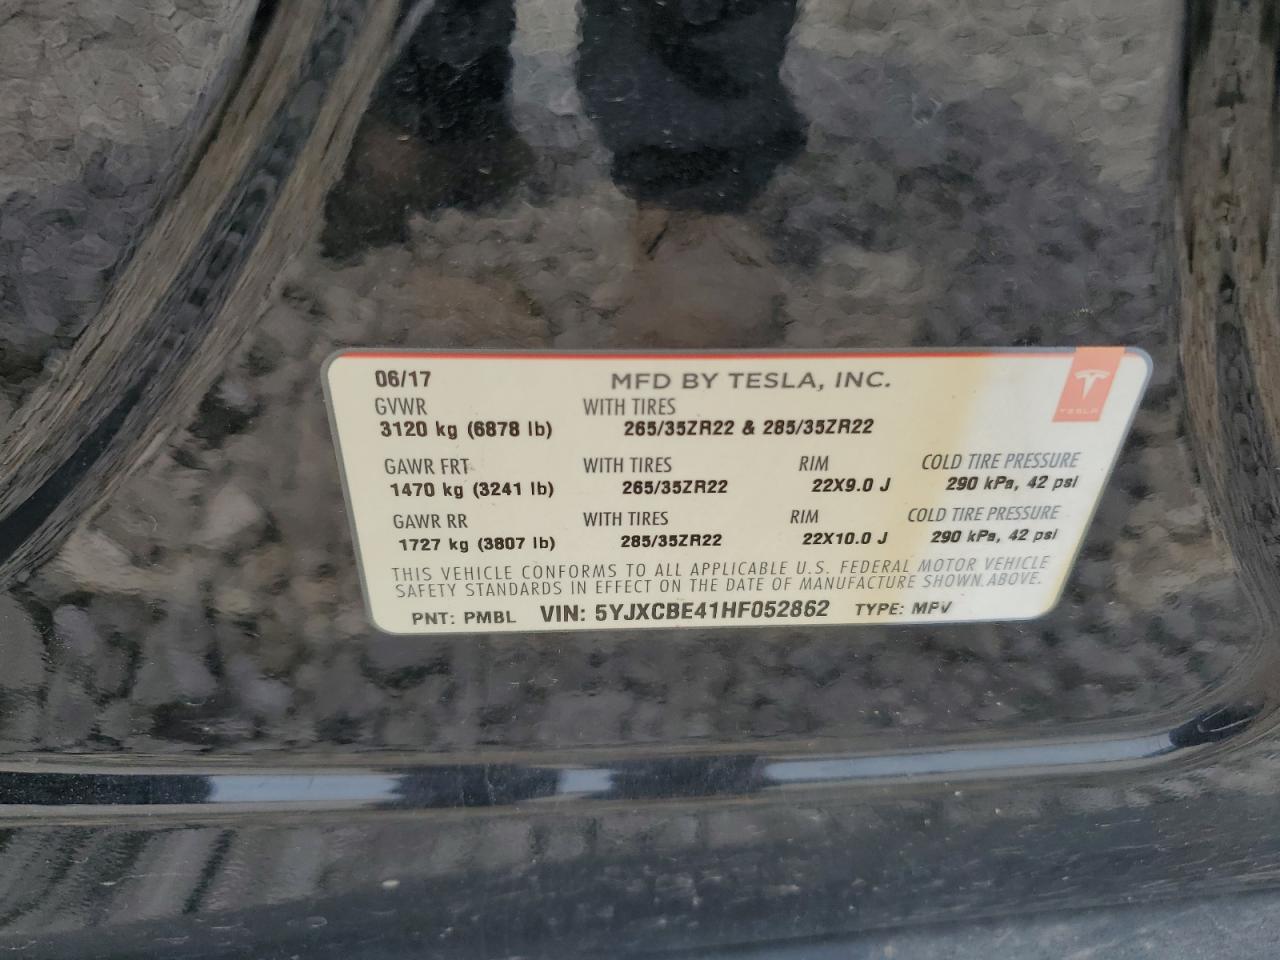 06/17 MFD BY TESLA, INC.
TESLA
GVWR WITH TIRES
3120 kg (6878 lb) 265/35ZR22 & 285/35ZR22
GAWR FRT WITH TIRES RIM COLD TIRE PRESSURE
1470 kg (3241 lb) 265/35ZR22 22X9.0 J 290 kPa, 42 psi
GAWR RR WITH TIRES RIM COLD TIRE PRESSURE
1727 kg (3807 lb) 285/35ZR22 22X10.0 J 290 kPa, 42 psi
THIS VEHICLE CONFORMS TO ALL APPLICABLE U.S. FEDERAL MOTOR VEHICLE
SAFETY STANDARDS IN EFFECT ON THE DATE OF MANUFACTURE SHOWN ABOVE.
PNT: PMBL VIN: 5YJXCBE41HF052862 TYPE: MPV